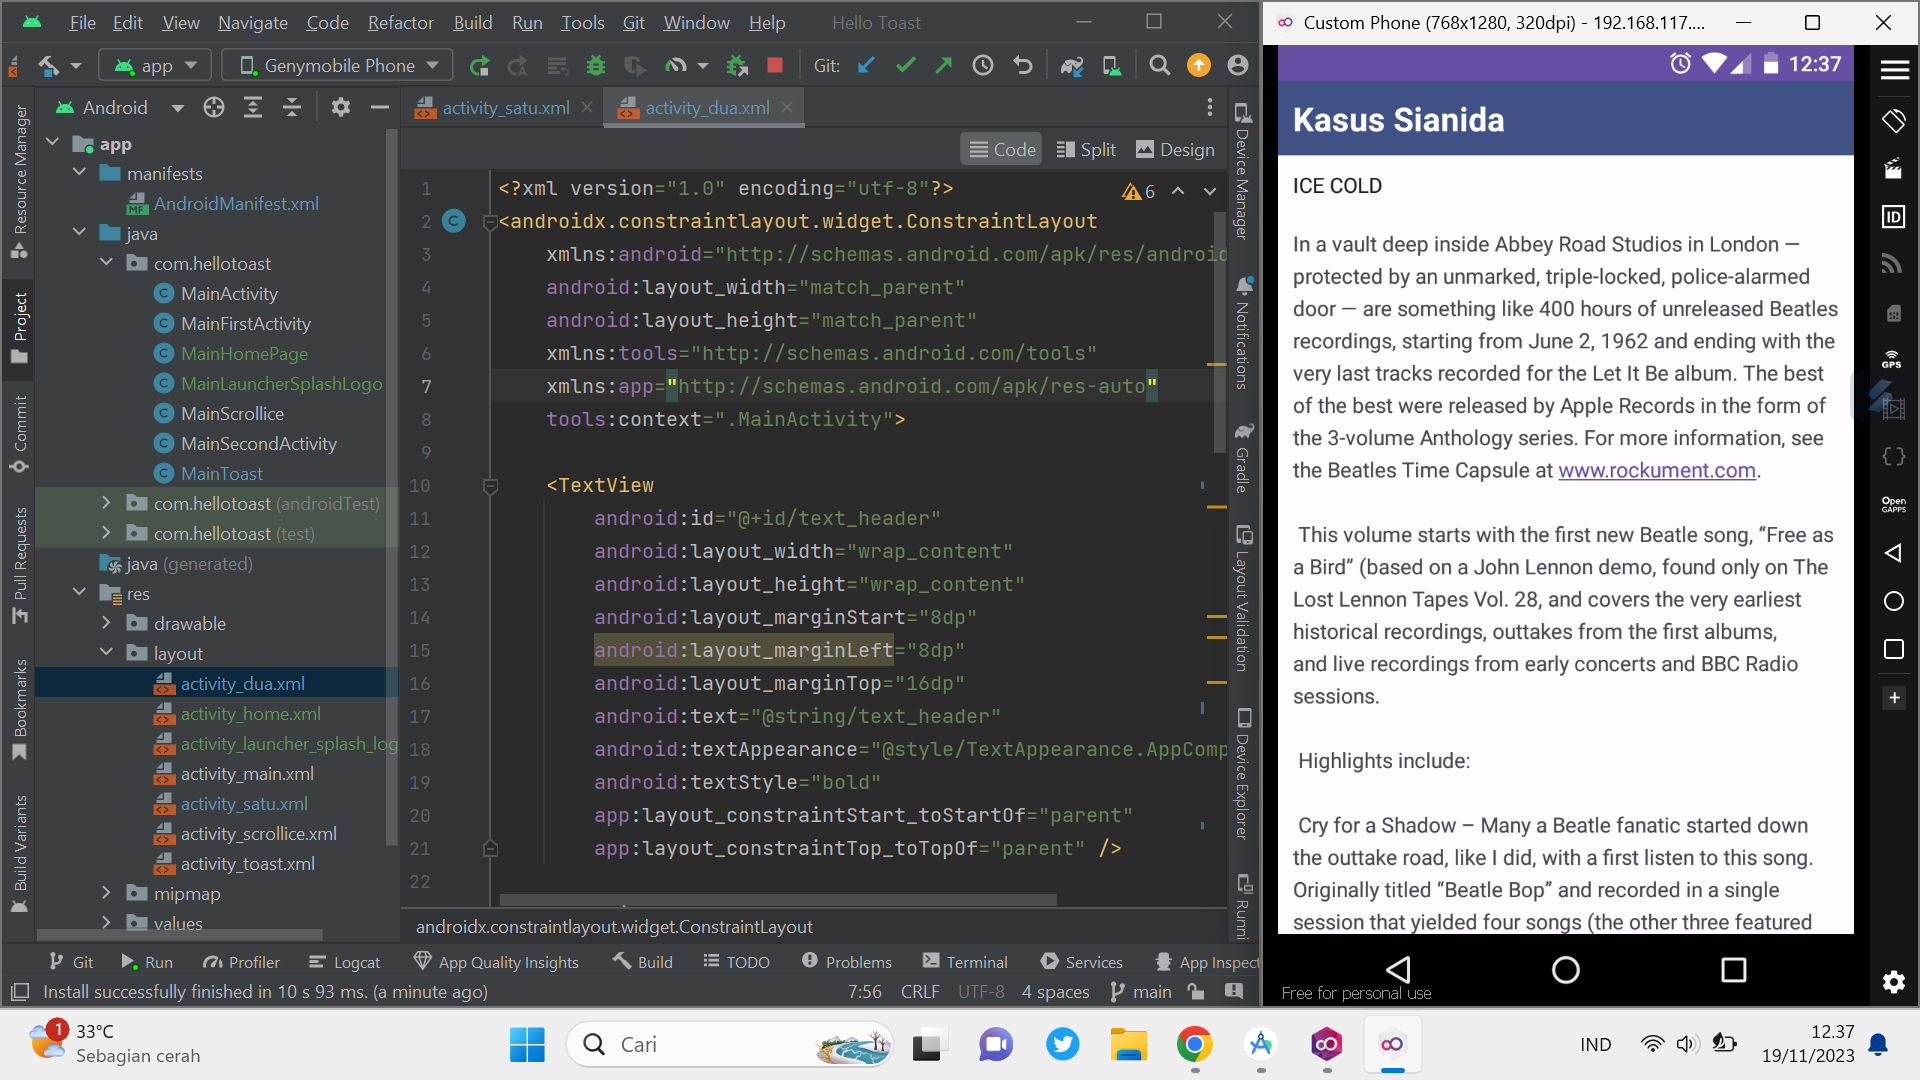 File Edit View Navigate Code Refactor Build Run Tools Git Window Help Hello Toast
app Genymobile Phone Git:
Android
activity_satu.xml
activity_dua.xml
Code Split Design
Resource Manager
Project
Commit
Pull Requests
Bookmarks
Build Variants
app
manifests
AndroidManifest.xml
java
com.hellotoast
MainActivity
MainFirstActivity
MainHomePage
MainLauncherSplashLogo
MainScrollice
MainSecondActivity
MainToast
com.hellotoast (androidTest)
com.hellotoast (test)
java (generated)
res
drawable
layout
activity_dua.xml
activity_home.xml
activity_launcher_splash_log
activity_main.xml
activity_satu.xml
activity_scrollice.xml
activity_toast.xml
mipmap
values
6
1 <?xml version="1.0" encoding="utf-8"?>
2 <androidx.constraintlayout.widget.ConstraintLayout
3 xmlns:android="http://schemas.android.com/apk/res/android
4 android:layout_width="match_parent"
5 android:layout_height="match_parent"
6 xmlns:tools="http://schemas.android.com/tools"
7 xmlns:app="http://schemas.android.com/apk/res-auto"
8 tools:context=".MainActivity">
9
10 <TextView
11 android:id="@+id/text_header"
12 android:layout_width="wrap_content"
13 android:layout_height="wrap_content"
14 android:layout_marginStart="8dp"
15 android:layout_marginLeft="8dp"
16 android:layout_marginTop="16dp"
17 android:text="@string/text_header"
18 android:textAppearance="@style/TextAppearance.AppComp
19 android:textStyle="bold"
20 app:layout_constraintStart_toStartOf="parent"
21 app:layout_constraintTop_toTopOf="parent" />
22
androidx.constraintlayout.widget.ConstraintLayout
Device Manager
Notifications
Gradle
Layout Validation
Device Explorer
Runni
Git Run Profiler Logcat App Quality Insights Build TODO Problems Terminal Services App Inspect
Install successfully finished in 10 s 93 ms. (a minute ago) 7:56 CRLF UTF-8 4 spaces main
Custom Phone (768x1280, 320dpi) - 192.168.117....
12:37
Kasus Sianida
ICE COLD
In a vault deep inside Abbey Road Studios in London —
protected by an unmarked, triple-locked, police-alarmed
door — are something like 400 hours of unreleased Beatles
recordings, starting from June 2, 1962 and ending with the
very last tracks recorded for the Let It Be album. The best
of the best were released by Apple Records in the form of
the 3-volume Anthology series. For more information, see
the Beatles Time Capsule at www.rockument.com.
This volume starts with the first new Beatle song, “Free as
a Bird” (based on a John Lennon demo, found only on The
Lost Lennon Tapes Vol. 28, and covers the very earliest
historical recordings, outtakes from the first albums,
and live recordings from early concerts and BBC Radio
sessions.
Highlights include:
Cry for a Shadow – Many a Beatle fanatic started down
the outtake road, like I did, with a first listen to this song.
Originally titled “Beatle Bop” and recorded in a single
session that yielded four songs (the other three featured
Free for personal use
ID
GPS
Open
GAPPS
1
33°C
Sebagian cerah
Cari
IND
12.37
19/11/2023